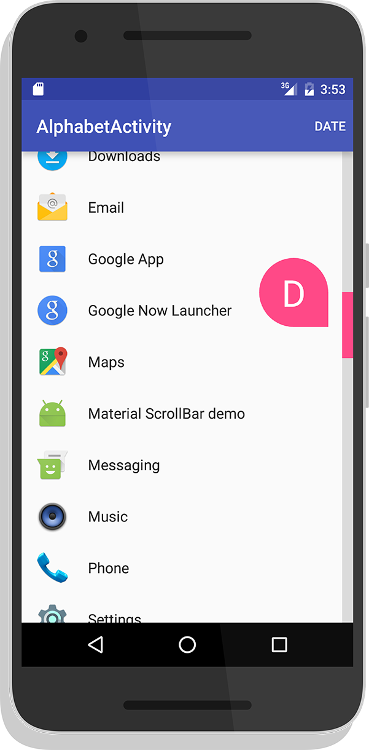 3G 3:53
AlphabetActivity DATE
Downloads
Email
Google App
D
Google Now Launcher
Maps
Material ScrollBar demo
Messaging
Music
Phone
Settings